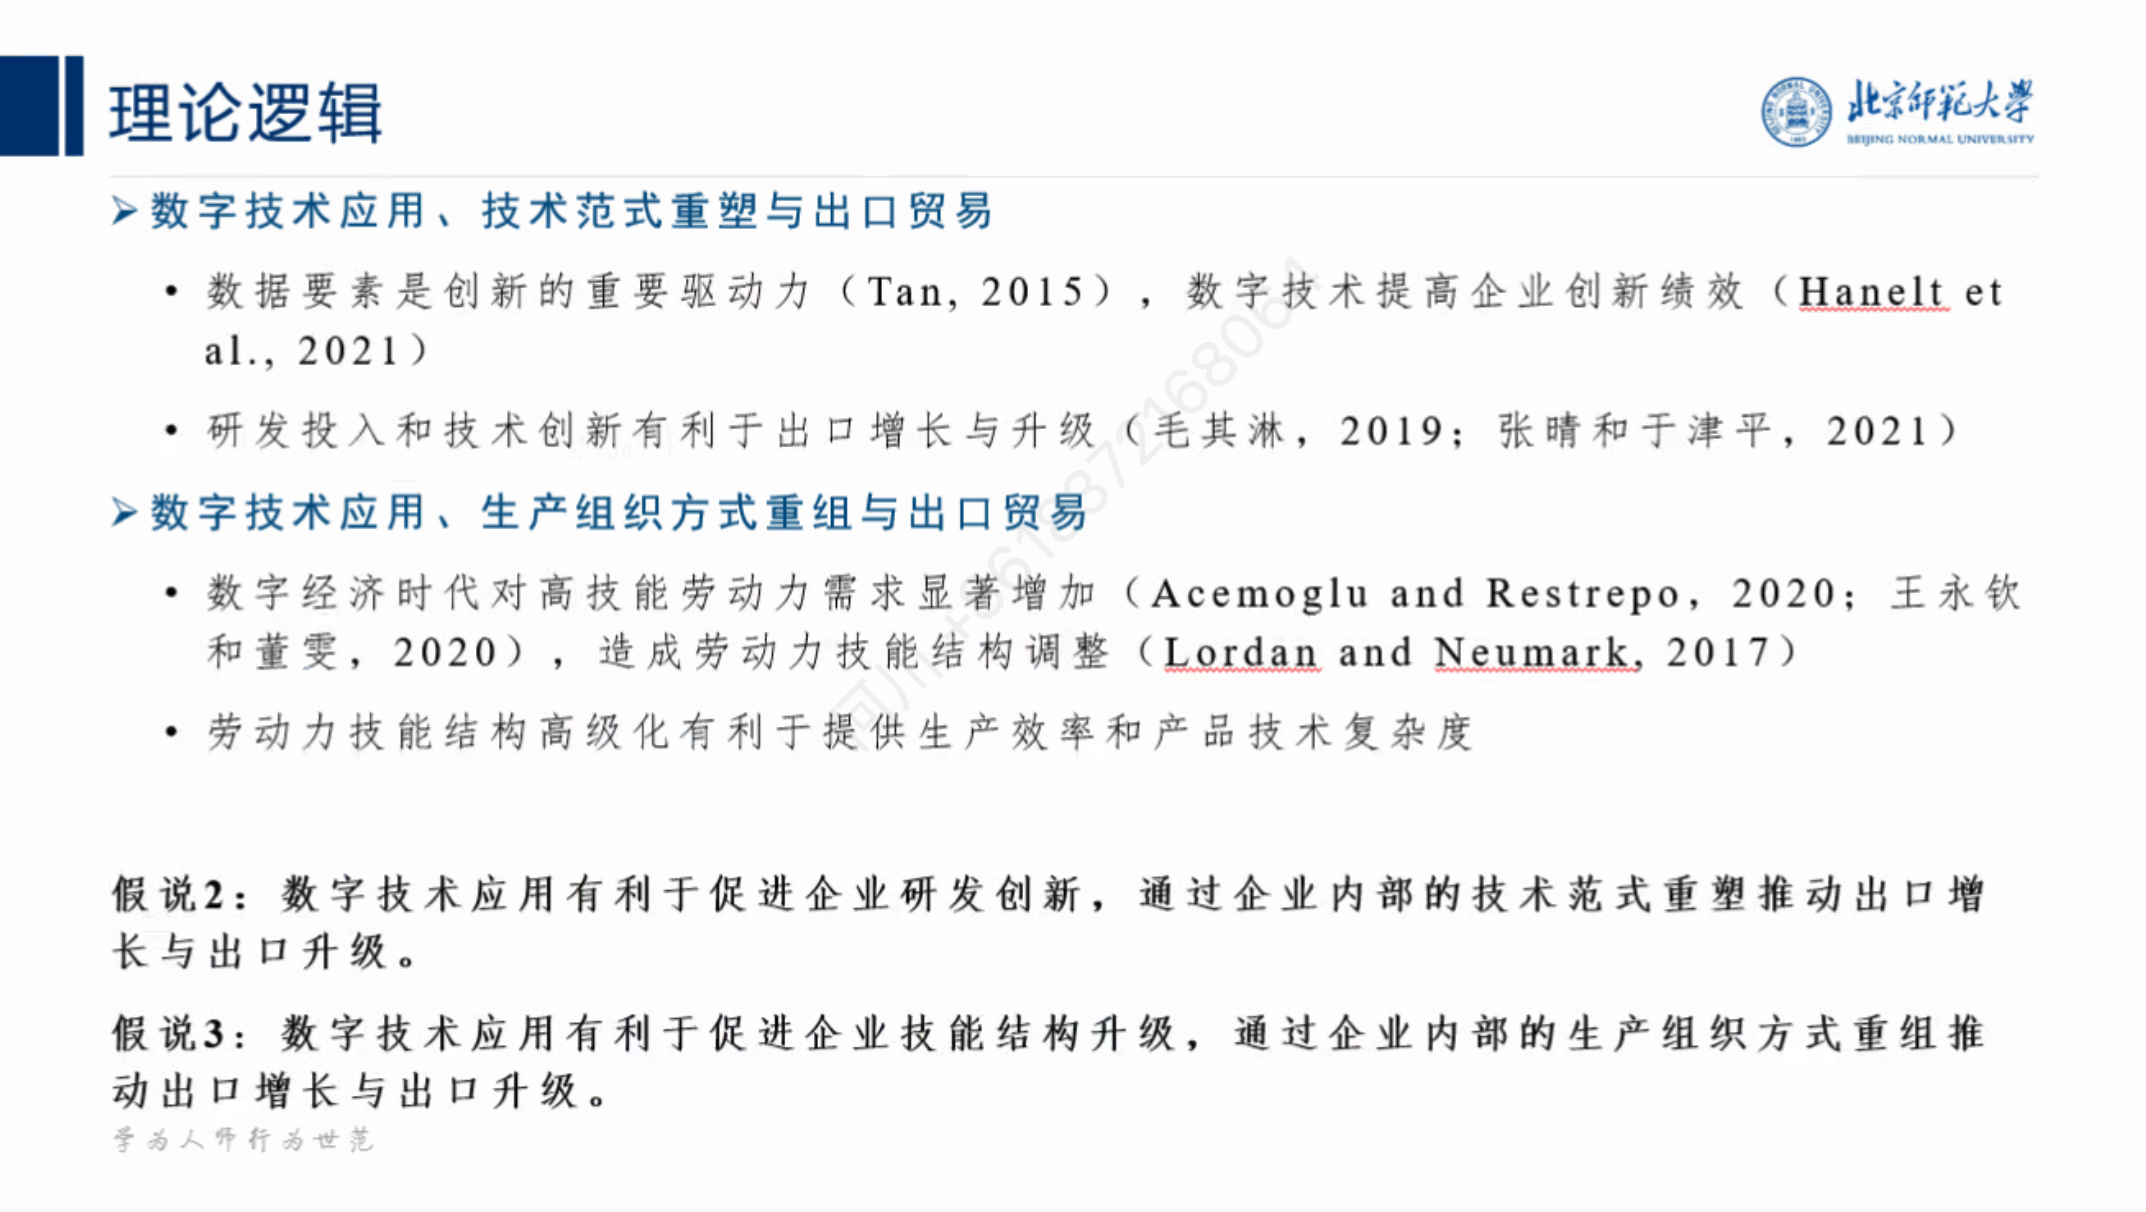 理论逻辑
北京师范大学
BEIJING NORMAL UNIVERSITY
➢数字技术应用、技术范式重塑与出口贸易
• 数据要素是创新的重要驱动力（Tan, 2015），数字技术提高企业创新绩效（Hanelt et
al., 2021）
• 研发投入和技术创新有利于出口增长与升级（毛其淋，2019；张晴和于津平，2021）
➢数字技术应用、生产组织方式重组与出口贸易
• 数字经济时代对高技能劳动力需求显著增加（Acemoglu and Restrepo，2020；王永钦
和董雯，2020），造成劳动力技能结构调整（Lordan and Neumark, 2017）
• 劳动力技能结构高级化有利于提供生产效率和产品技术复杂度
假说2：数字技术应用有利于促进企业研发创新，通过企业内部的技术范式重塑推动出口增
长与出口升级。
假说3：数字技术应用有利于促进企业技能结构升级，通过企业内部的生产组织方式重组推
动出口增长与出口升级。
学为人师行为世范